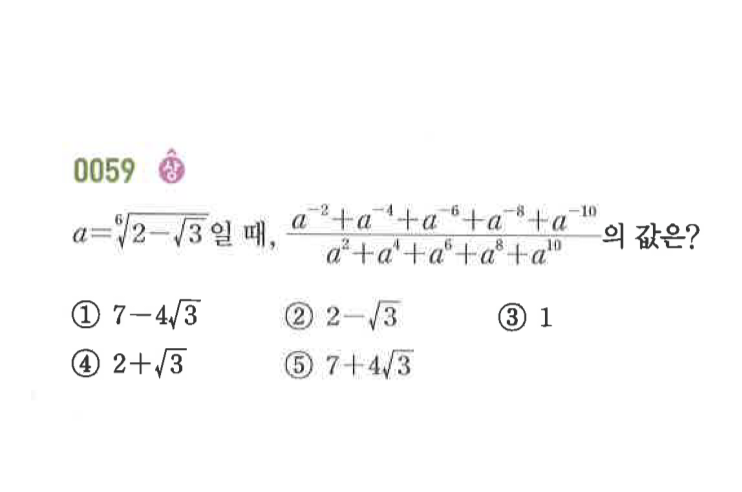 0059 상
a=⁶√(2-√3)일 때, (a⁻²+a⁻⁴+a⁻⁶+a⁻⁸+a⁻¹⁰)/(a²+a⁴+a⁶+a⁸+a¹⁰)의 값은?
① 7-4√3 ② 2-√3 ③ 1
④ 2+√3 ⑤ 7+4√3